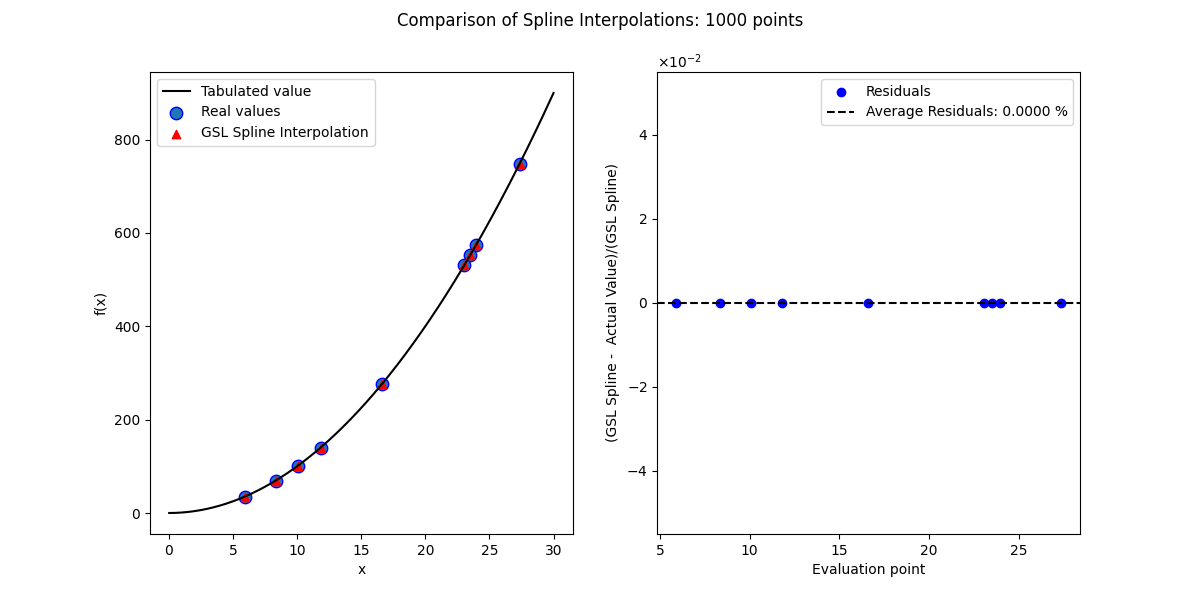 Comparison of Spline Interpolations: 1000 points
Tabulated value
Real values
GSL Spline Interpolation
f(x)
800
600
400
200
0
0 5 10 15 20 25 30
x
×10⁻²
Residuals
Average Residuals: 0.0000 %
(GSL Spline -  Actual Value)/(GSL Spline)
4
2
0
−2
−4
5 10 15 20 25
Evaluation point